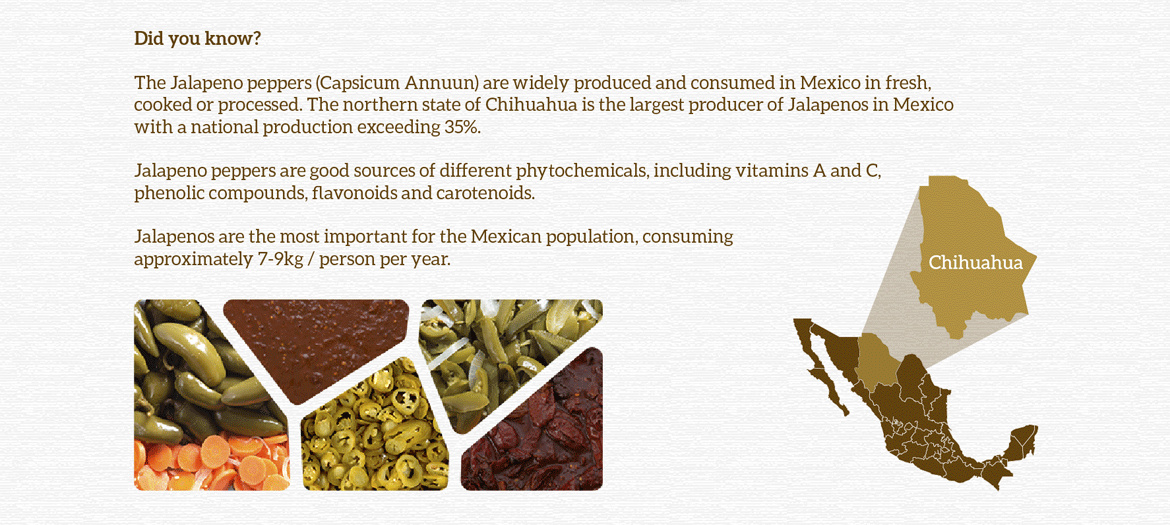 Did you know?
The Jalapeno peppers (Capsicum Annuun) are widely produced and consumed in Mexico in fresh,
cooked or processed. The northern state of Chihuahua is the largest producer of Jalapenos in Mexico
with a national production exceeding 35%.
Jalapeno peppers are good sources of different phytochemicals, including vitamins A and C,
phenolic compounds, flavonoids and carotenoids.
Jalapenos are the most important for the Mexican population, consuming
approximately 7-9kg / person per year.
Chihuahua